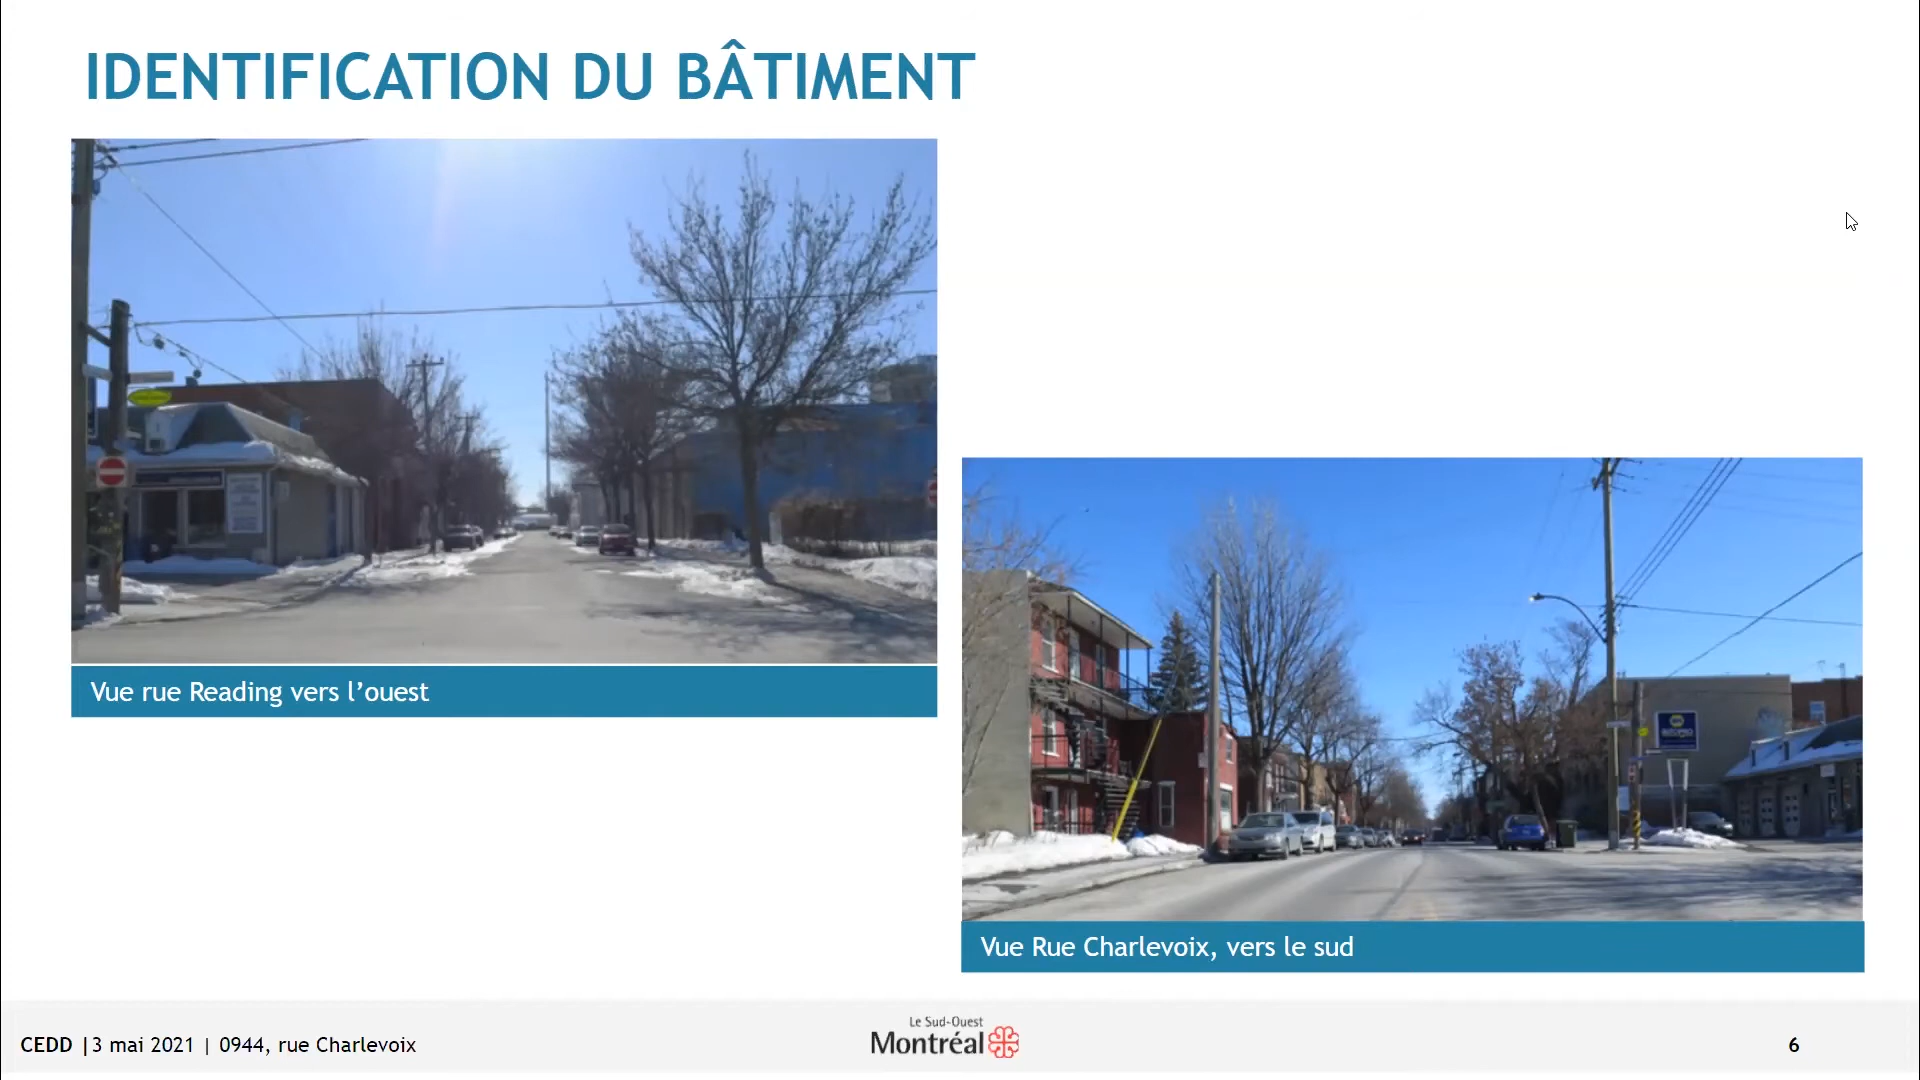 IDENTIFICATION DU BÂTIMENT
Vue rue Reading vers l’ouest
Vue Rue Charlevoix, vers le sud
CEDD |3 mai 2021 | 0944, rue Charlevoix
Le Sud-Ouest
Montréal
6